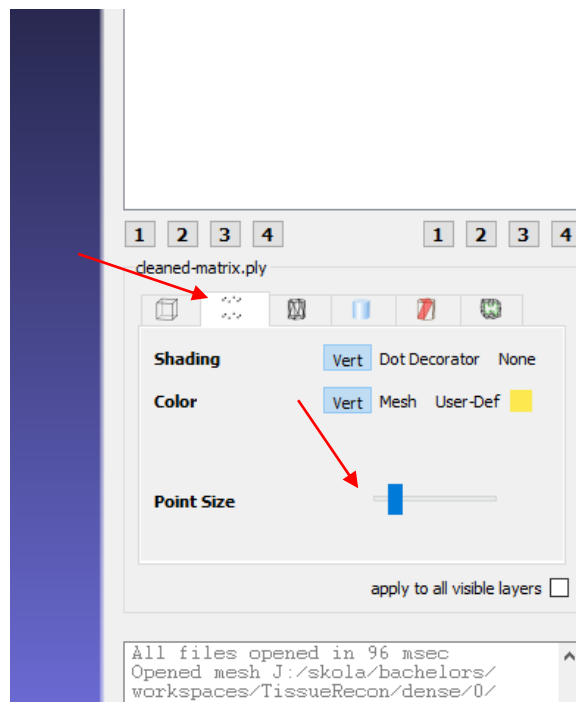 1 2 3 4 1 2 3 4
cleaned-matrix.ply
Shading Vert Dot Decorator None
Color Vert Mesh User-Def
Point Size
apply to all visible layers
All files opened in 96 msec
Opened mesh J:/skola/bachelors/
workspaces/TissueRecon/dense/0/